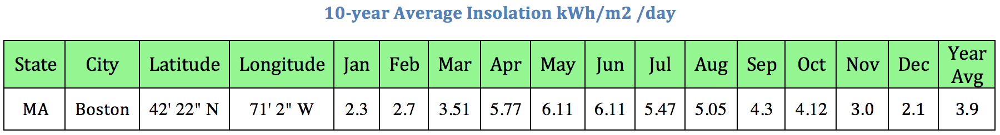 10-year Average Insolation kWh/m2 /day
State City Latitude Longitude Jan Feb Mar Apr May Jun Jul Aug Sep Oct Nov Dec Year Avg
MA Boston 42' 22" N 71' 2" W 2.3 2.7 3.51 5.77 6.11 6.11 5.47 5.05 4.3 4.12 3.0 2.1 3.9